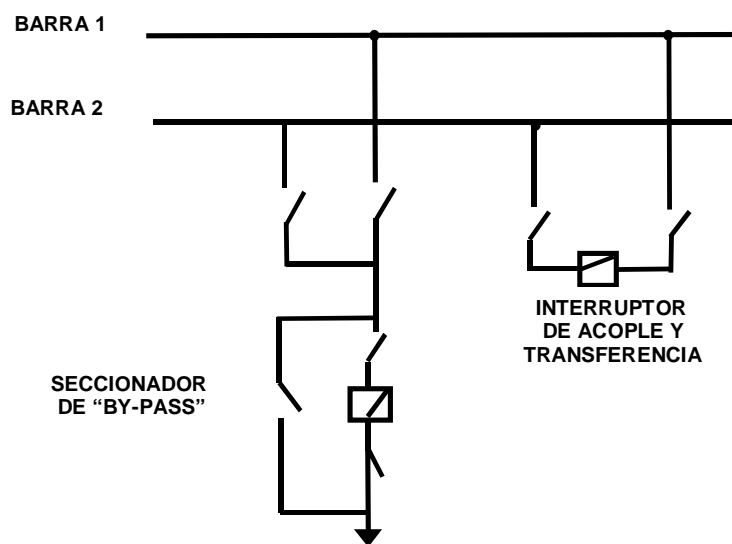 BARRA 1
BARRA 2
INTERRUPTOR
DE ACOPLE Y
TRANSFERENCIA
SECCIONADOR
DE “BY-PASS”